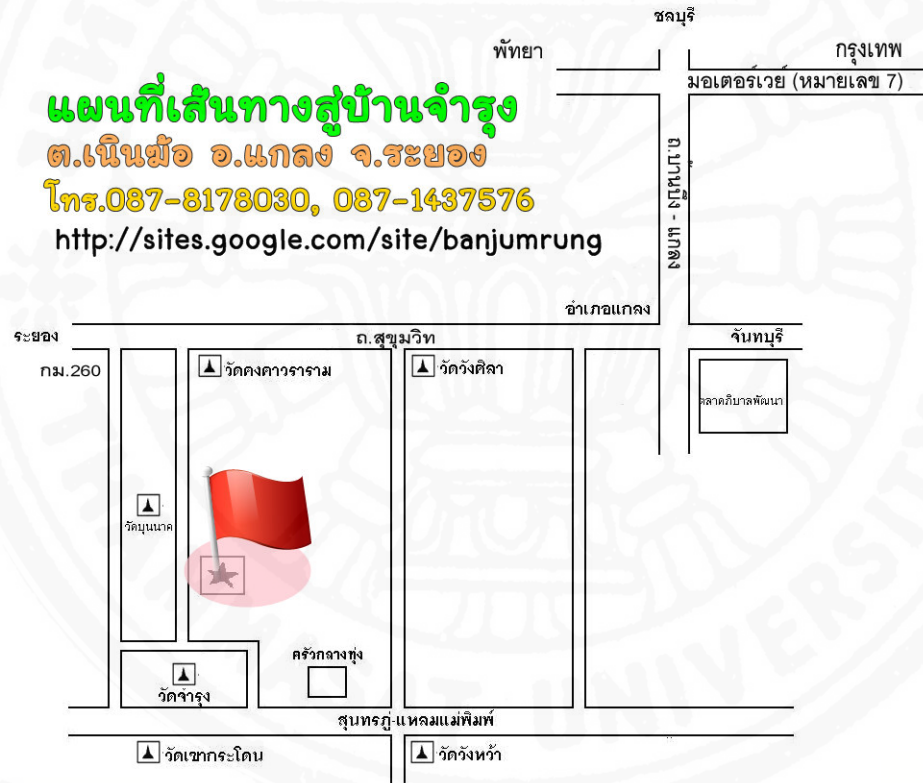 ชลบุรี
พัทยา
กรุงเทพ
มอเตอร์เวย์ (หมายเลข 7)
แผนที่เส้นทางสู่บ้านจำรุง
ต.เนินฆ้อ อ.แกลง จ.ระยอง
โทร.087-8178030, 087-1437576
http://sites.google.com/site/banjumrung
ถ.บ้านบึง - แกลง
อำเภอแกลง
ระยอง
ถ.สุขุมวิท
จันทบุรี
กม.260
วัดคงคาวราราม
วัดวังศิลา
ตลาดภิบาลพัฒนา
วัดบุนนาค
ครัวกลางทุ่ง
วัดจำรุง
สุนทรภู่-แหลมแม่พิมพ์
วัดเขากระโดน
วัดวังหว้า